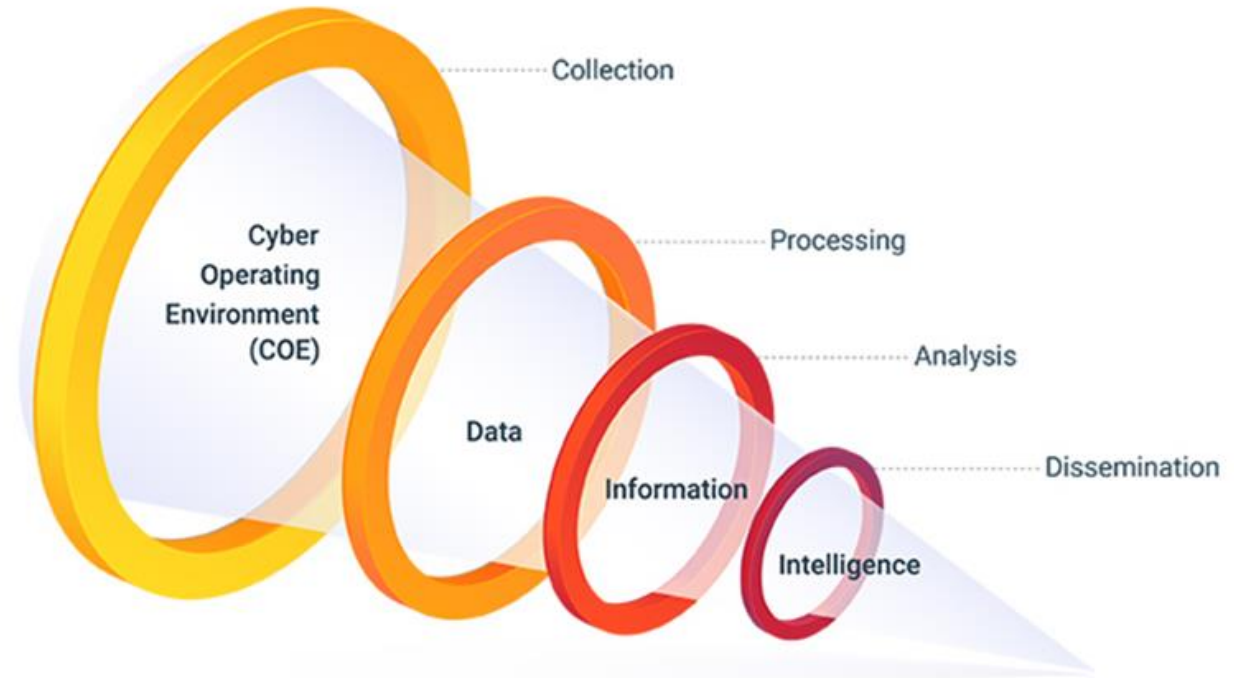 Collection
Cyber
Operating
Environment
(COE)
Processing
Data
Analysis
Information
Dissemination
Intelligence